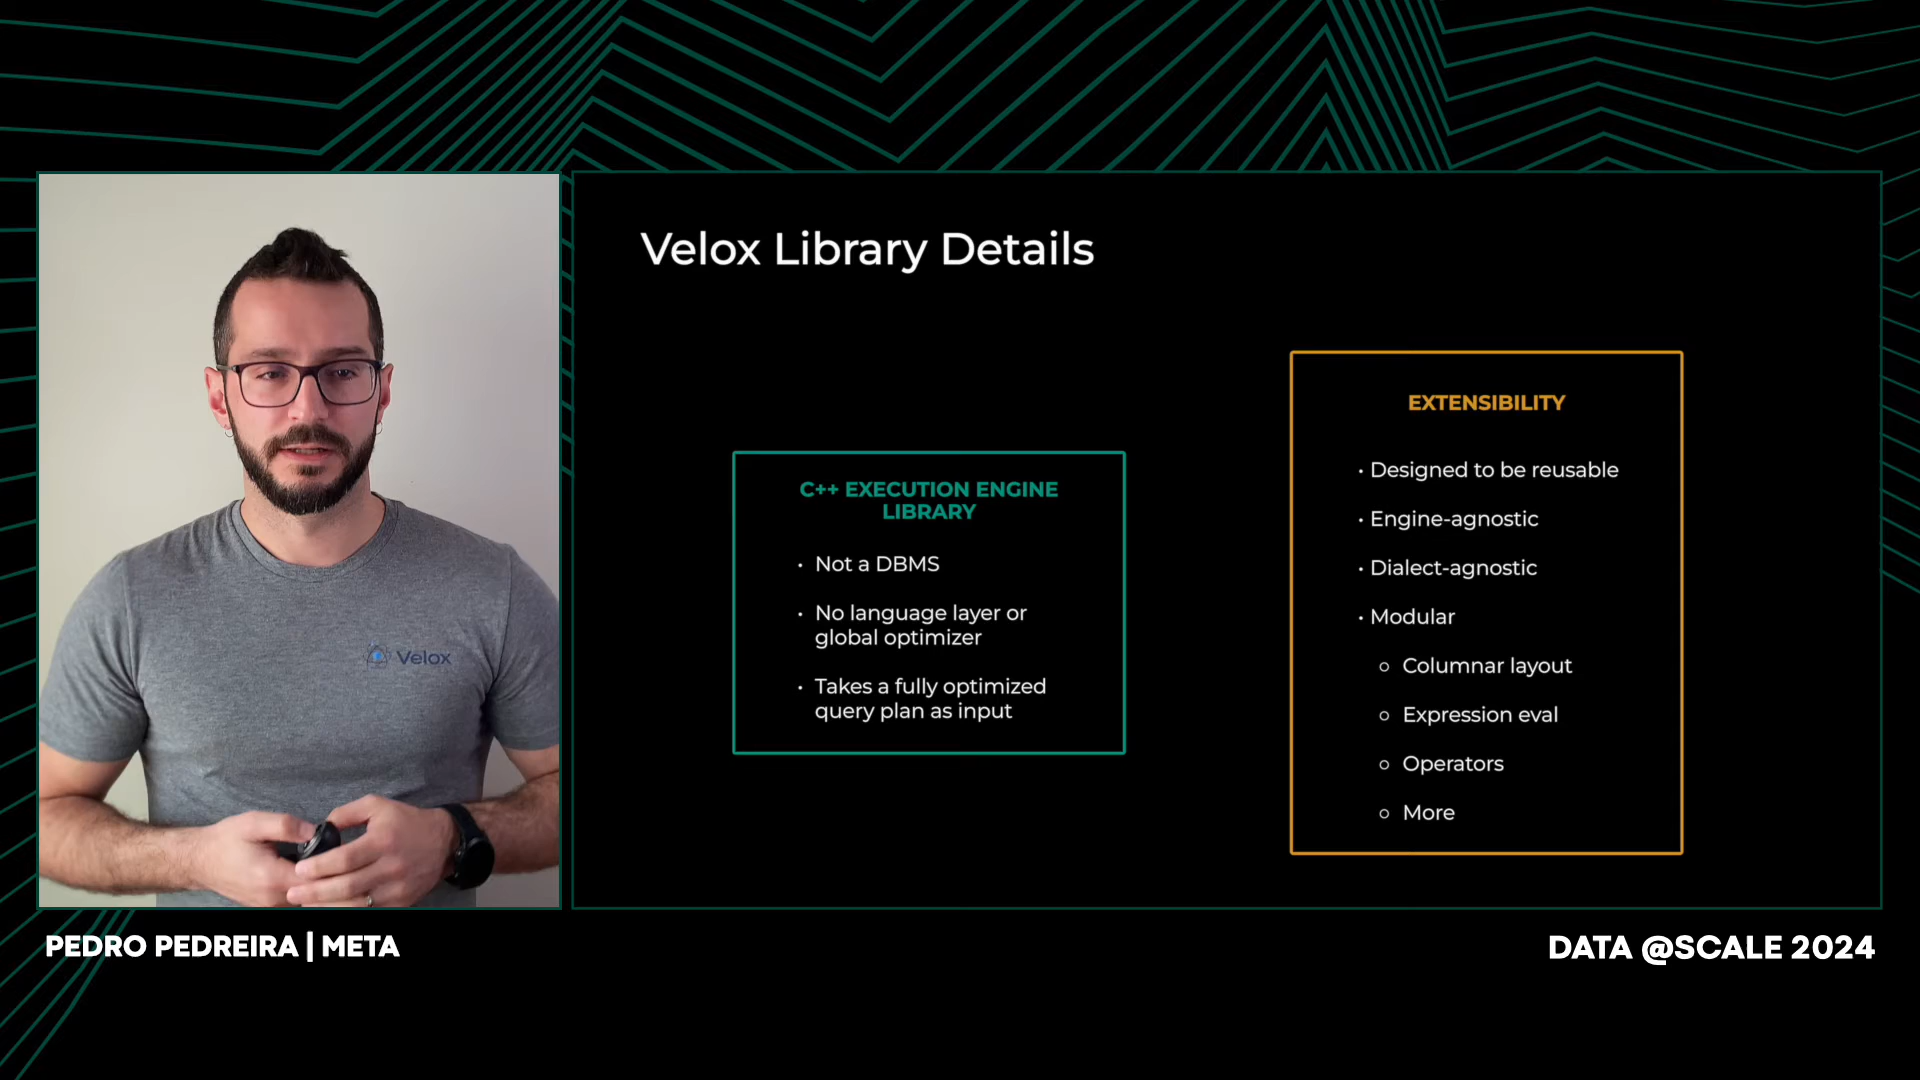 Velox Library Details
C++ EXECUTION ENGINE
LIBRARY
• Not a DBMS
• No language layer or
global optimizer
• Takes a fully optimized
query plan as input
EXTENSIBILITY
• Designed to be reusable
• Engine-agnostic
• Dialect-agnostic
• Modular
○ Columnar layout
○ Expression eval
○ Operators
○ More
Velox
PEDRO PEDREIRA | META
DATA @SCALE 2024